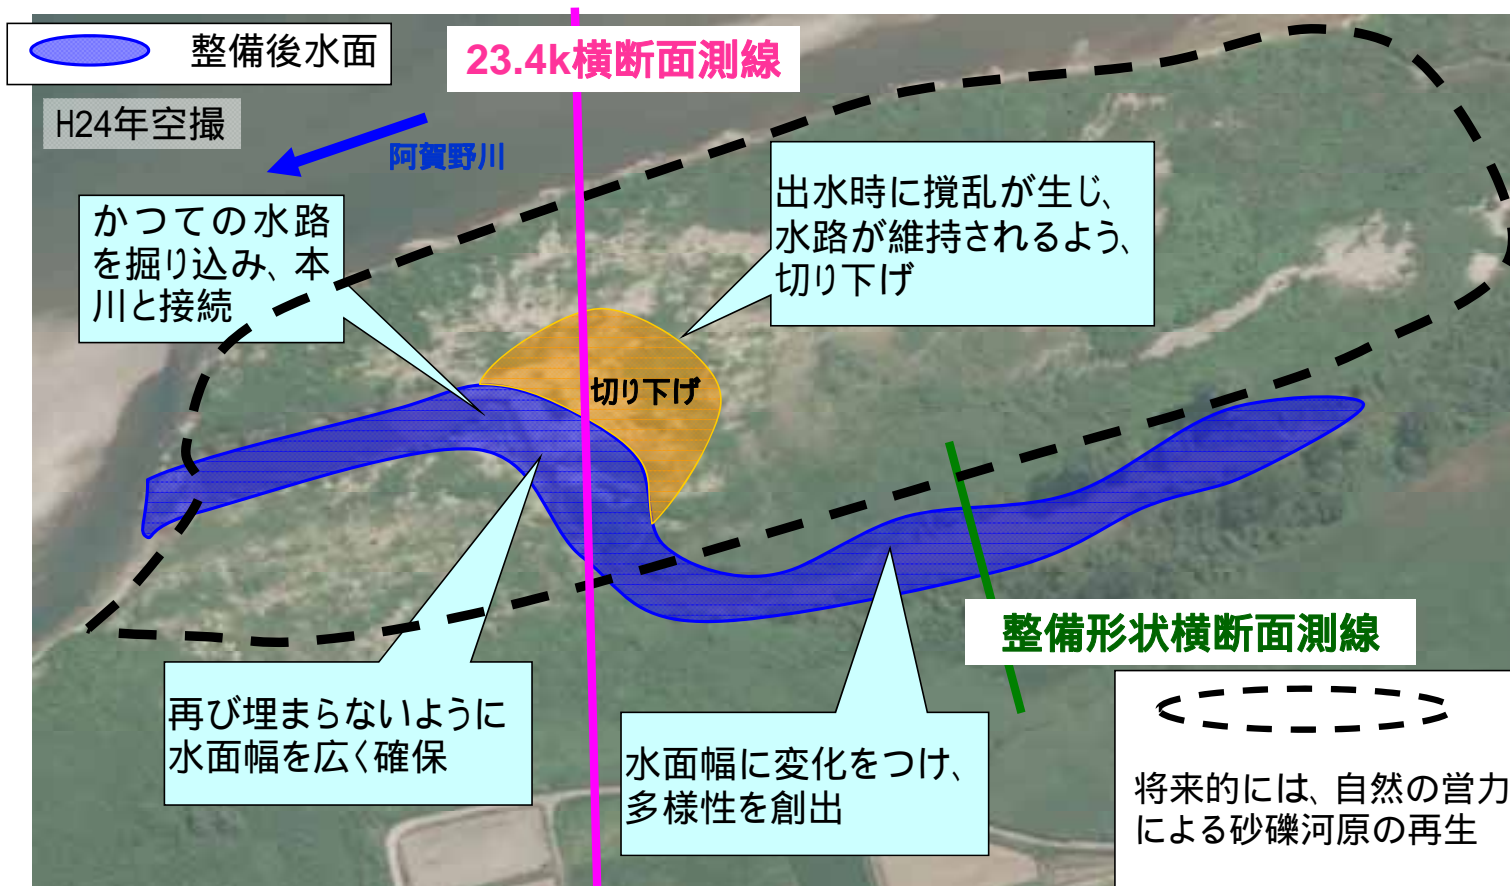 整備後水面
23.4k横断面測線
H24年空撮
阿賀野川
かつての水路
を掘り込み、本
川と接続
出水時に撹乱が生じ、
水路が維持されるよう、
切り下げ
切り下げ
整備形状横断面測線
再び埋まらないように
水面幅を広く確保
水面幅に変化をつけ、
多様性を創出
将来的には、自然の営力
による砂礫河原の再生